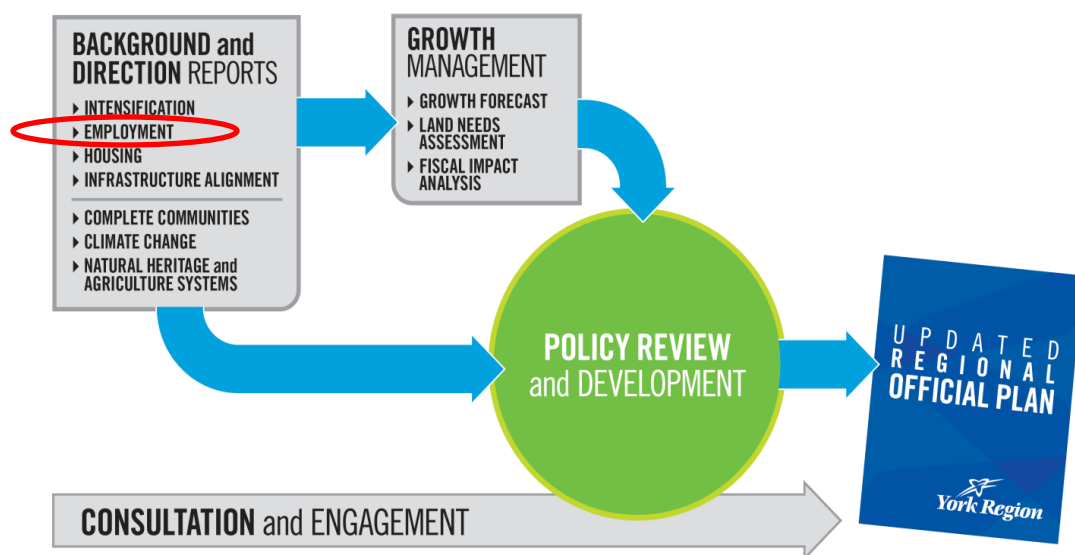 BACKGROUND and
DIRECTION REPORTS
INTENSIFICATION
EMPLOYMENT
HOUSING
INFRASTRUCTURE ALIGNMENT
COMPLETE COMMUNITIES
CLIMATE CHANGE
NATURAL HERITAGE and
AGRICULTURE SYSTEMS
GROWTH
MANAGEMENT
GROWTH FORECAST
LAND NEEDS
ASSESSMENT
FISCAL IMPACT
ANALYSIS
POLICY REVIEW
and DEVELOPMENT
UPDATED
REGIONAL
OFFICIAL PLAN
York Region
CONSULTATION and ENGAGEMENT